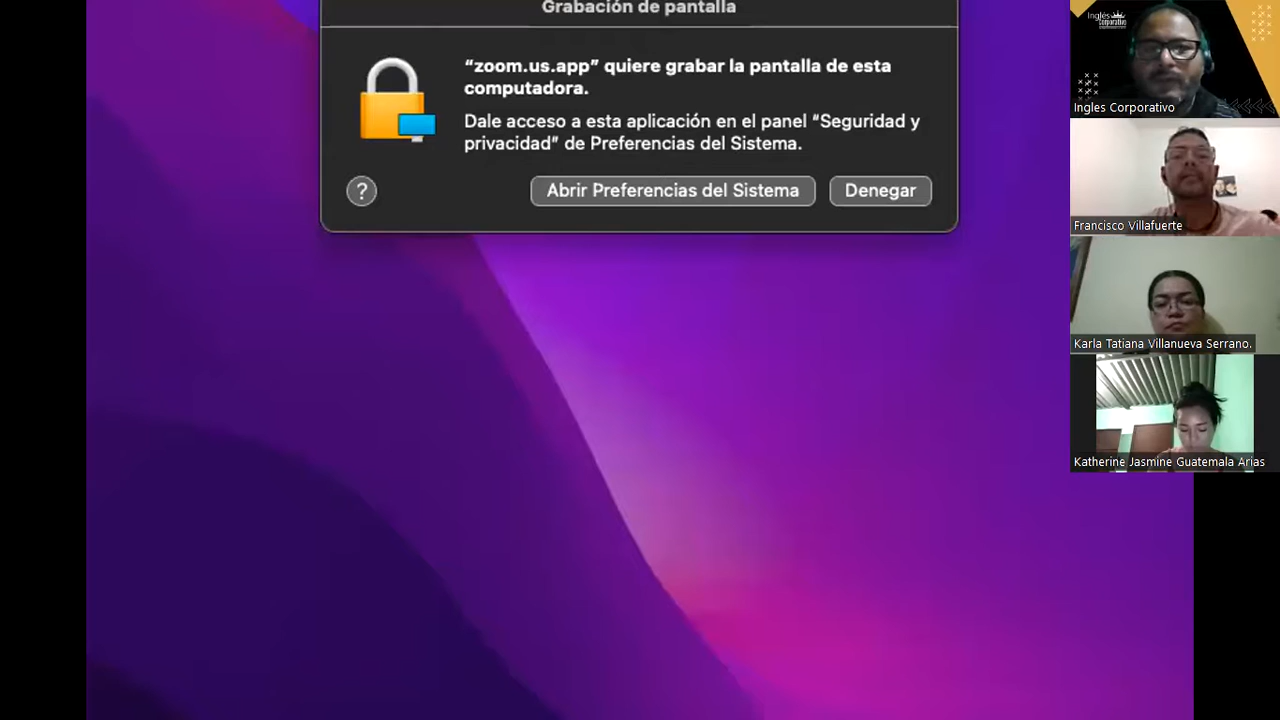 Grabación de pantalla
“zoom.us.app” quiere grabar la pantalla de esta
computadora.
Dale acceso a esta aplicación en el panel “Seguridad y
privacidad” de Preferencias del Sistema.
?
Abrir Preferencias del Sistema
Denegar
Inglés
Corporativo
Ingles Corporativo
Francisco Villafuerte
Karla Tatiana Villanueva Serrano.
Katherine Jasmine Guatemala Arias